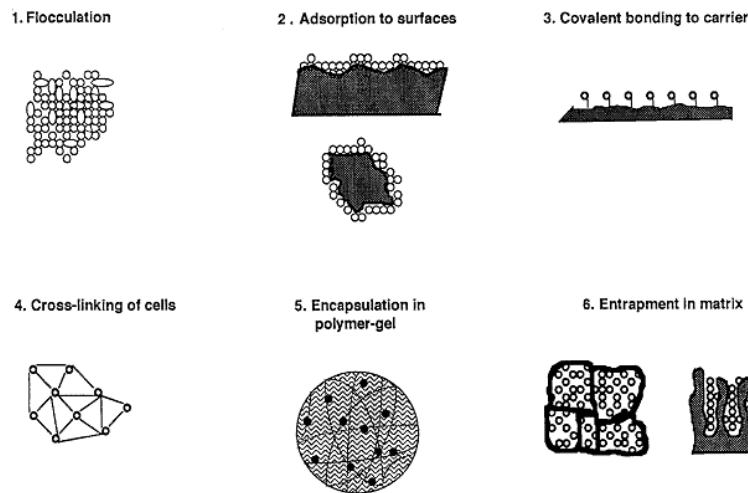 1. Flocculation
2 . Adsorption to surfaces
3. Covalent bonding to carrier
4. Cross-linking of cells
5. Encapsulation in
polymer-gel
6. Entrapment in matrix